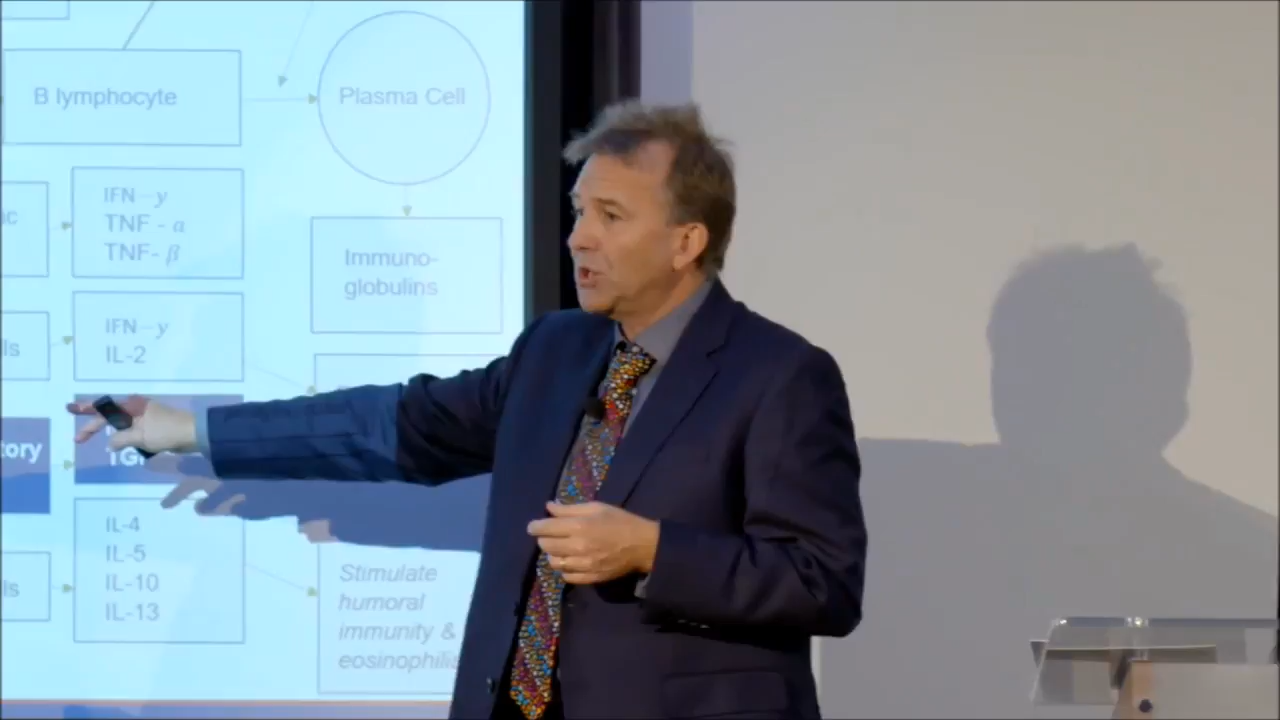 B lymphocyte
Plasma Cell
IFN – y
TNF - α
TNF- β
Immuno-
globulins
IFN – y
IL-2
tory
IL-4
IL-5
IL-10
IL-13
Stimulate
humoral
immunity &